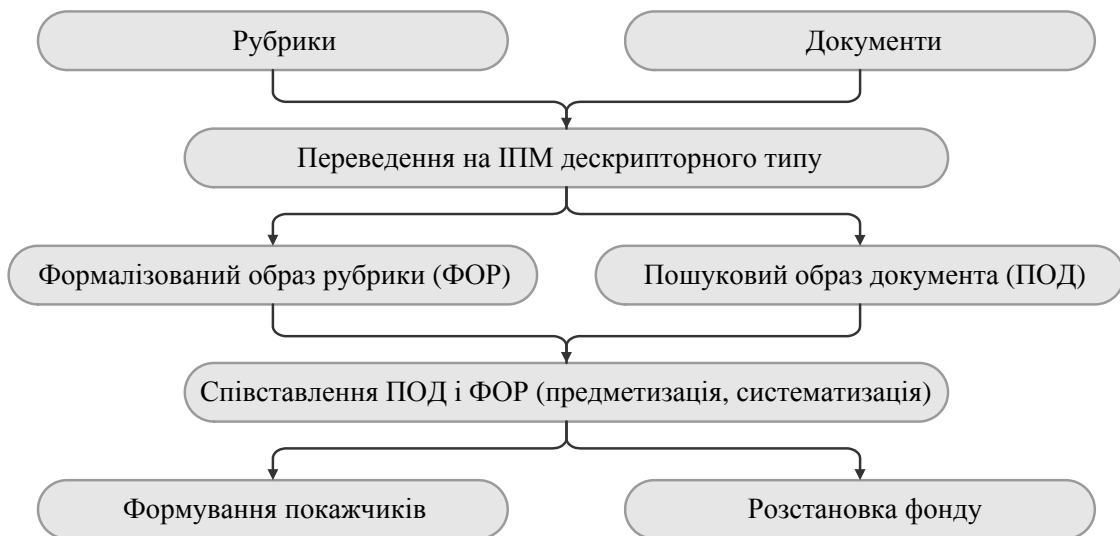 Рубрики
Документи
Переведення на ІПМ дескрипторного типу
Формалізований образ рубрики (ФОР)
Пошуковий образ документа (ПОД)
Співставлення ПОД і ФОР (предметизація, систематизація)
Формування покажчиків
Розстановка фонду